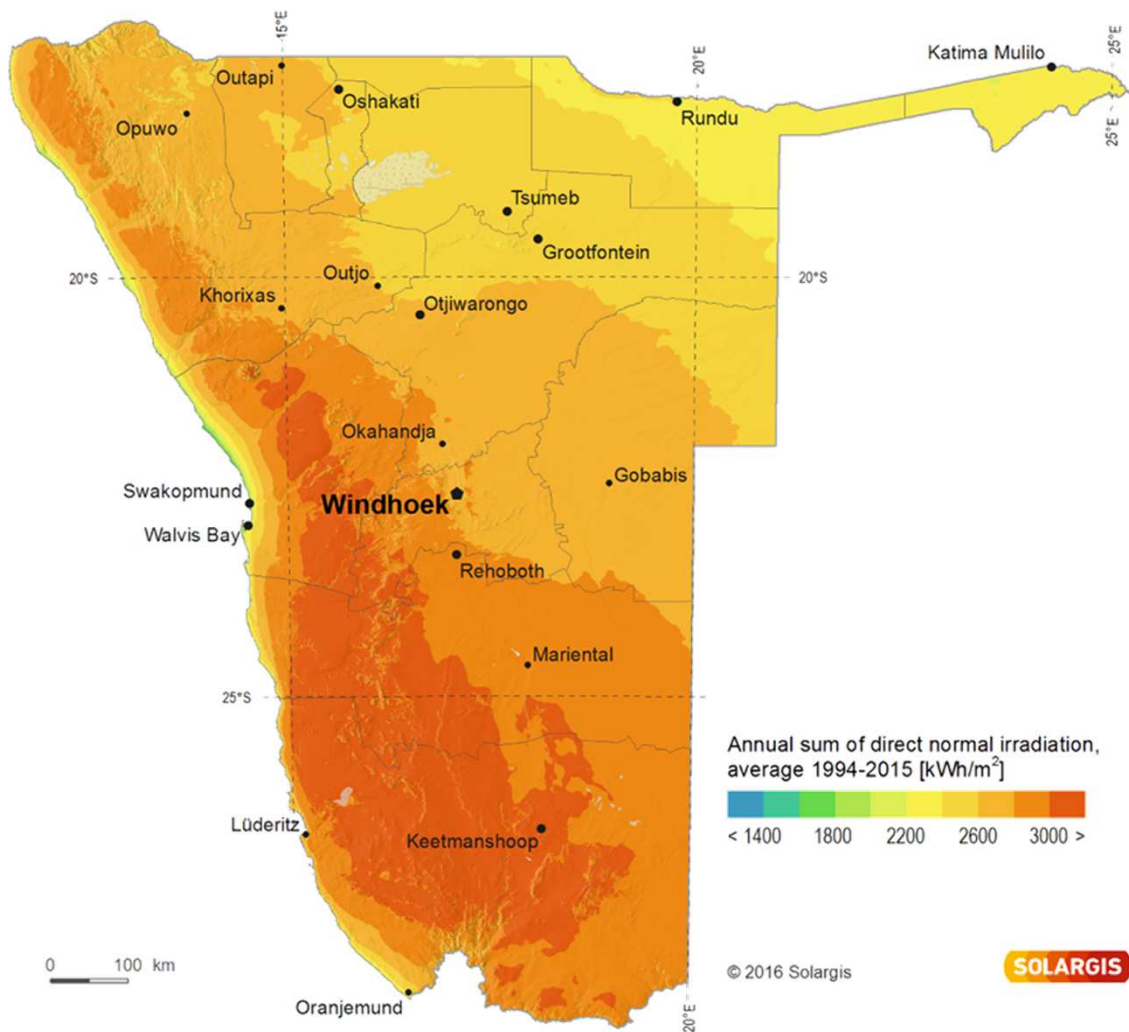 15°E
20°E
25°E
Katima Mulilo
Outapi
Oshakati
Rundu
Opuwo
25°E
Tsumeb
Grootfontein
20°S
Outjo
20°S
Khorixas
Otjiwarongo
Okahandja
Gobabis
Swakopmund
Windhoek
Walvis Bay
Rehoboth
Mariental
25°S
Annual sum of direct normal irradiation,
average 1994-2015 [kWh/m²]
Lüderitz
Keetmanshoop
< 1400 1800 2200 2600 3000 >
0 100 km
© 2016 Solargis
SOLARGIS
Oranjemund
20°E